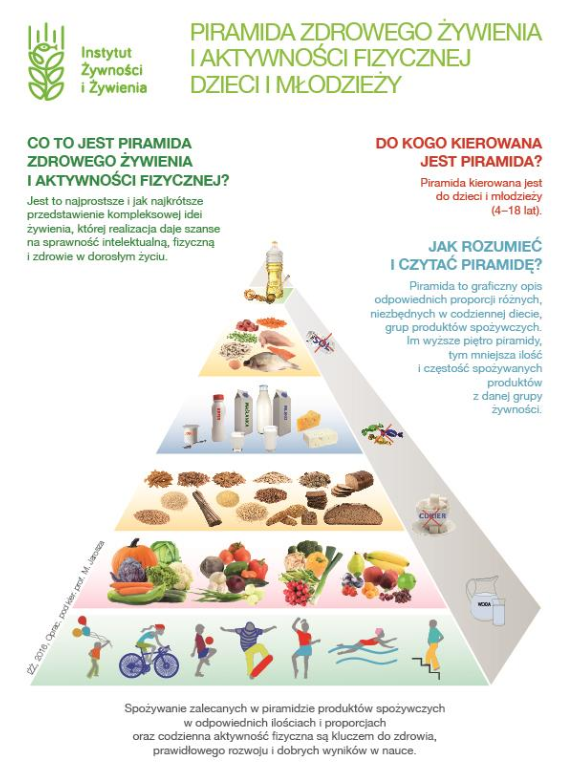 Instytut
Żywności
i Żywienia
PIRAMIDA ZDROWEGO ŻYWIENIA
I AKTYWNOŚCI FIZYCZNEJ
DZIECI I MŁODZIEŻY
CO TO JEST PIRAMIDA
ZDROWEGO ŻYWIENIA
I AKTYWNOŚCI FIZYCZNEJ?
Jest to najprostsze i jak najkrótsze
przedstawienie kompleksowej idei
żywienia, której realizacja daje szanse
na sprawność intelektualną, fizyczną
i zdrowie w dorosłym życiu.
DO KOGO KIEROWANA
JEST PIRAMIDA?
Piramida kierowana jest
do dzieci i młodzieży
(4–18 lat).
JAK ROZUMIEĆ
I CZYTAĆ PIRAMIDĘ?
Piramida to graficzny opis
odpowiednich proporcji różnych,
niezbędnych w codziennej diecie,
grup produktów spożywczych.
Im wyższe piętro piramidy,
tym mniejsza ilość
i częstość spożywanych
produktów
z danej grupy
żywności.
SÓL
CUKIER
WODA
IŻŻ, 2016, Oprac. pod kier. prof. M. Jarosza
Spożywanie zalecanych w piramidzie produktów spożywczych
w odpowiednich ilościach i proporcjach
oraz codzienna aktywność fizyczna są kluczem do zdrowia,
prawidłowego rozwoju i dobrych wyników w nauce.